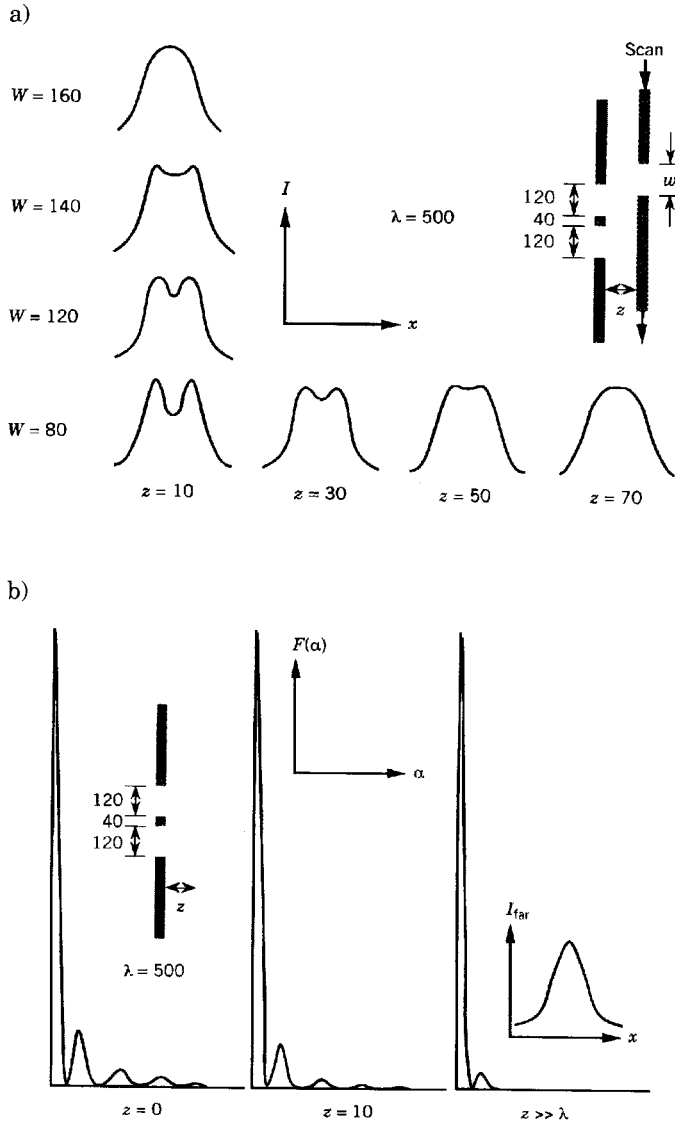 a)
Scan
W = 160
W = 140
I
λ = 500
120
40
120
w
W = 120
x
z
W = 80
z = 10
z = 30
z = 50
z = 70
b)
F(α)
α
120
40
120
z
λ = 500
I far
x
z = 0
z = 10
z >> λ